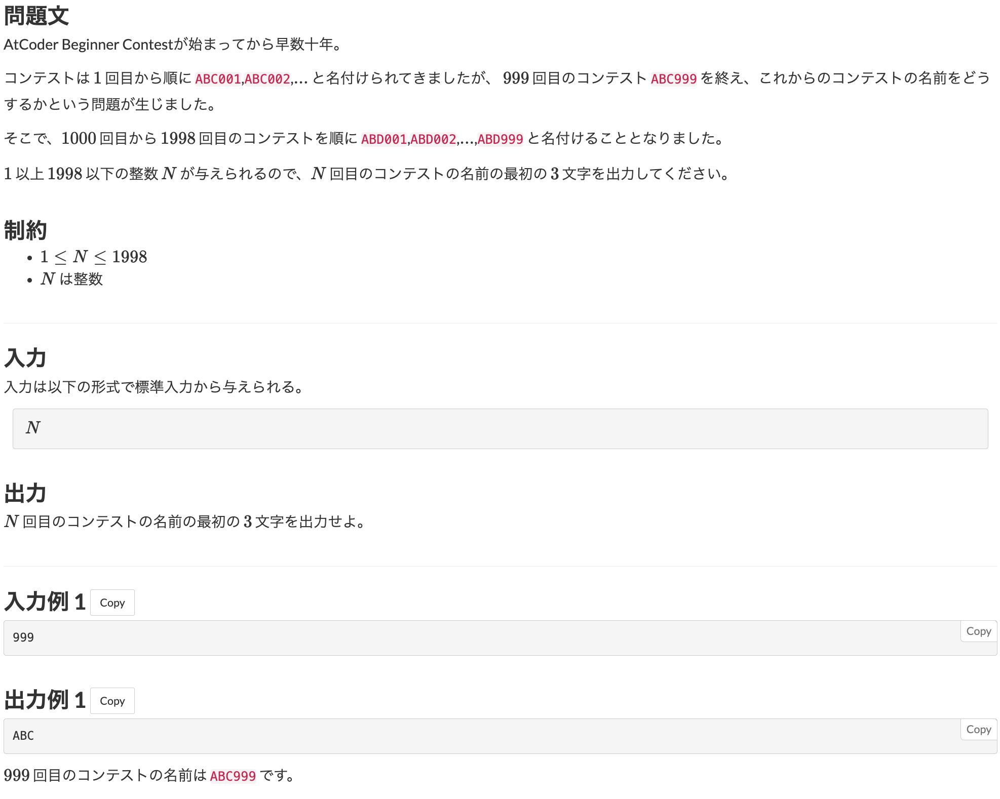 問題文
AtCoder Beginner Contestが始まってから早数十年。
コンテストは 1 回目から順に ABC001,ABC002,… と名付けられてきましたが、 999 回目のコンテスト ABC999 を終え、これからのコンテストの名前をどう
するかという問題が生じました。
そこで、1000 回目から 1998 回目のコンテストを順に ABD001,ABD002,…,ABD999 と名付けることとなりました。
1 以上 1998 以下の整数 N が与えられるので、N 回目のコンテストの名前の最初の 3 文字を出力してください。
制約
• 1 ≤ N ≤ 1998
• N は整数
入力
入力は以下の形式で標準入力から与えられる。
N
出力
N 回目のコンテストの名前の最初の 3 文字を出力せよ。
入力例 1 Copy
999 Copy
出力例 1 Copy
ABC Copy
999 回目のコンテストの名前は ABC999 です。